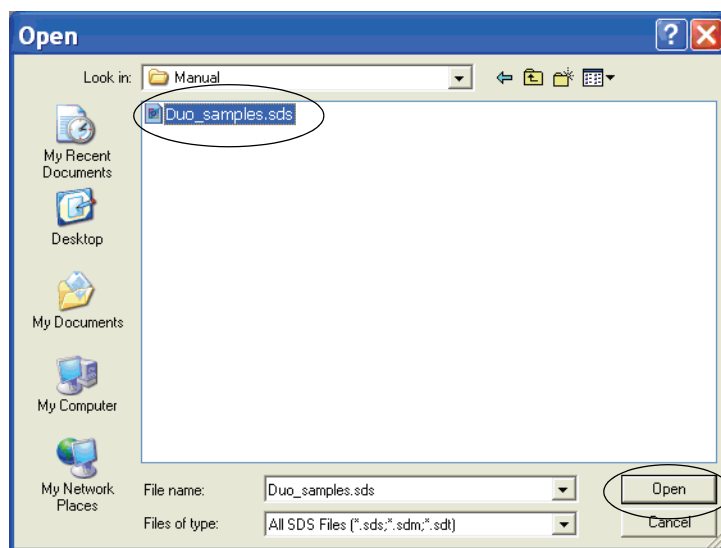 Open
Look in: Manual
Duo_samples.sds
My Recent
Documents
Desktop
My Documents
My Computer
My Network
Places
File name: Duo_samples.sds Open
Files of type: All SDS Files (*.sds;*.sdm;*.sdt) Cancel